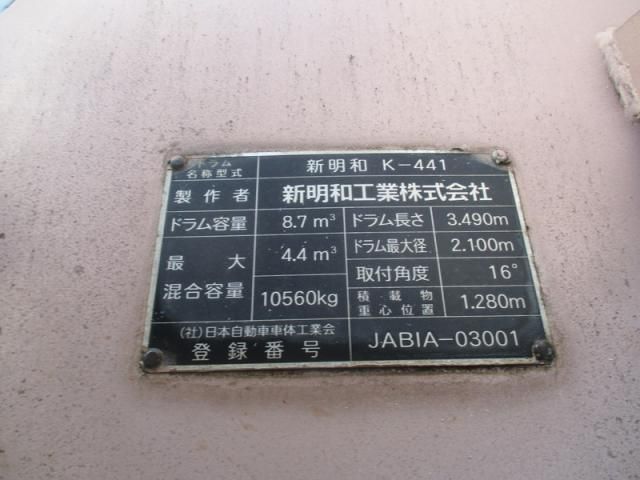 ドラム
名称型式
新明和 K-441
製作者
新明和工業株式会社
ドラム容量
8.7 m³
ドラム長さ
3.490m
最大
混合容量
4.4 m³
10560kg
ドラム最大径
2.100m
取付角度
16°
積載物
重心位置
1.280m
(社)日本自動車車体工業会
登録番号
JABIA-03001